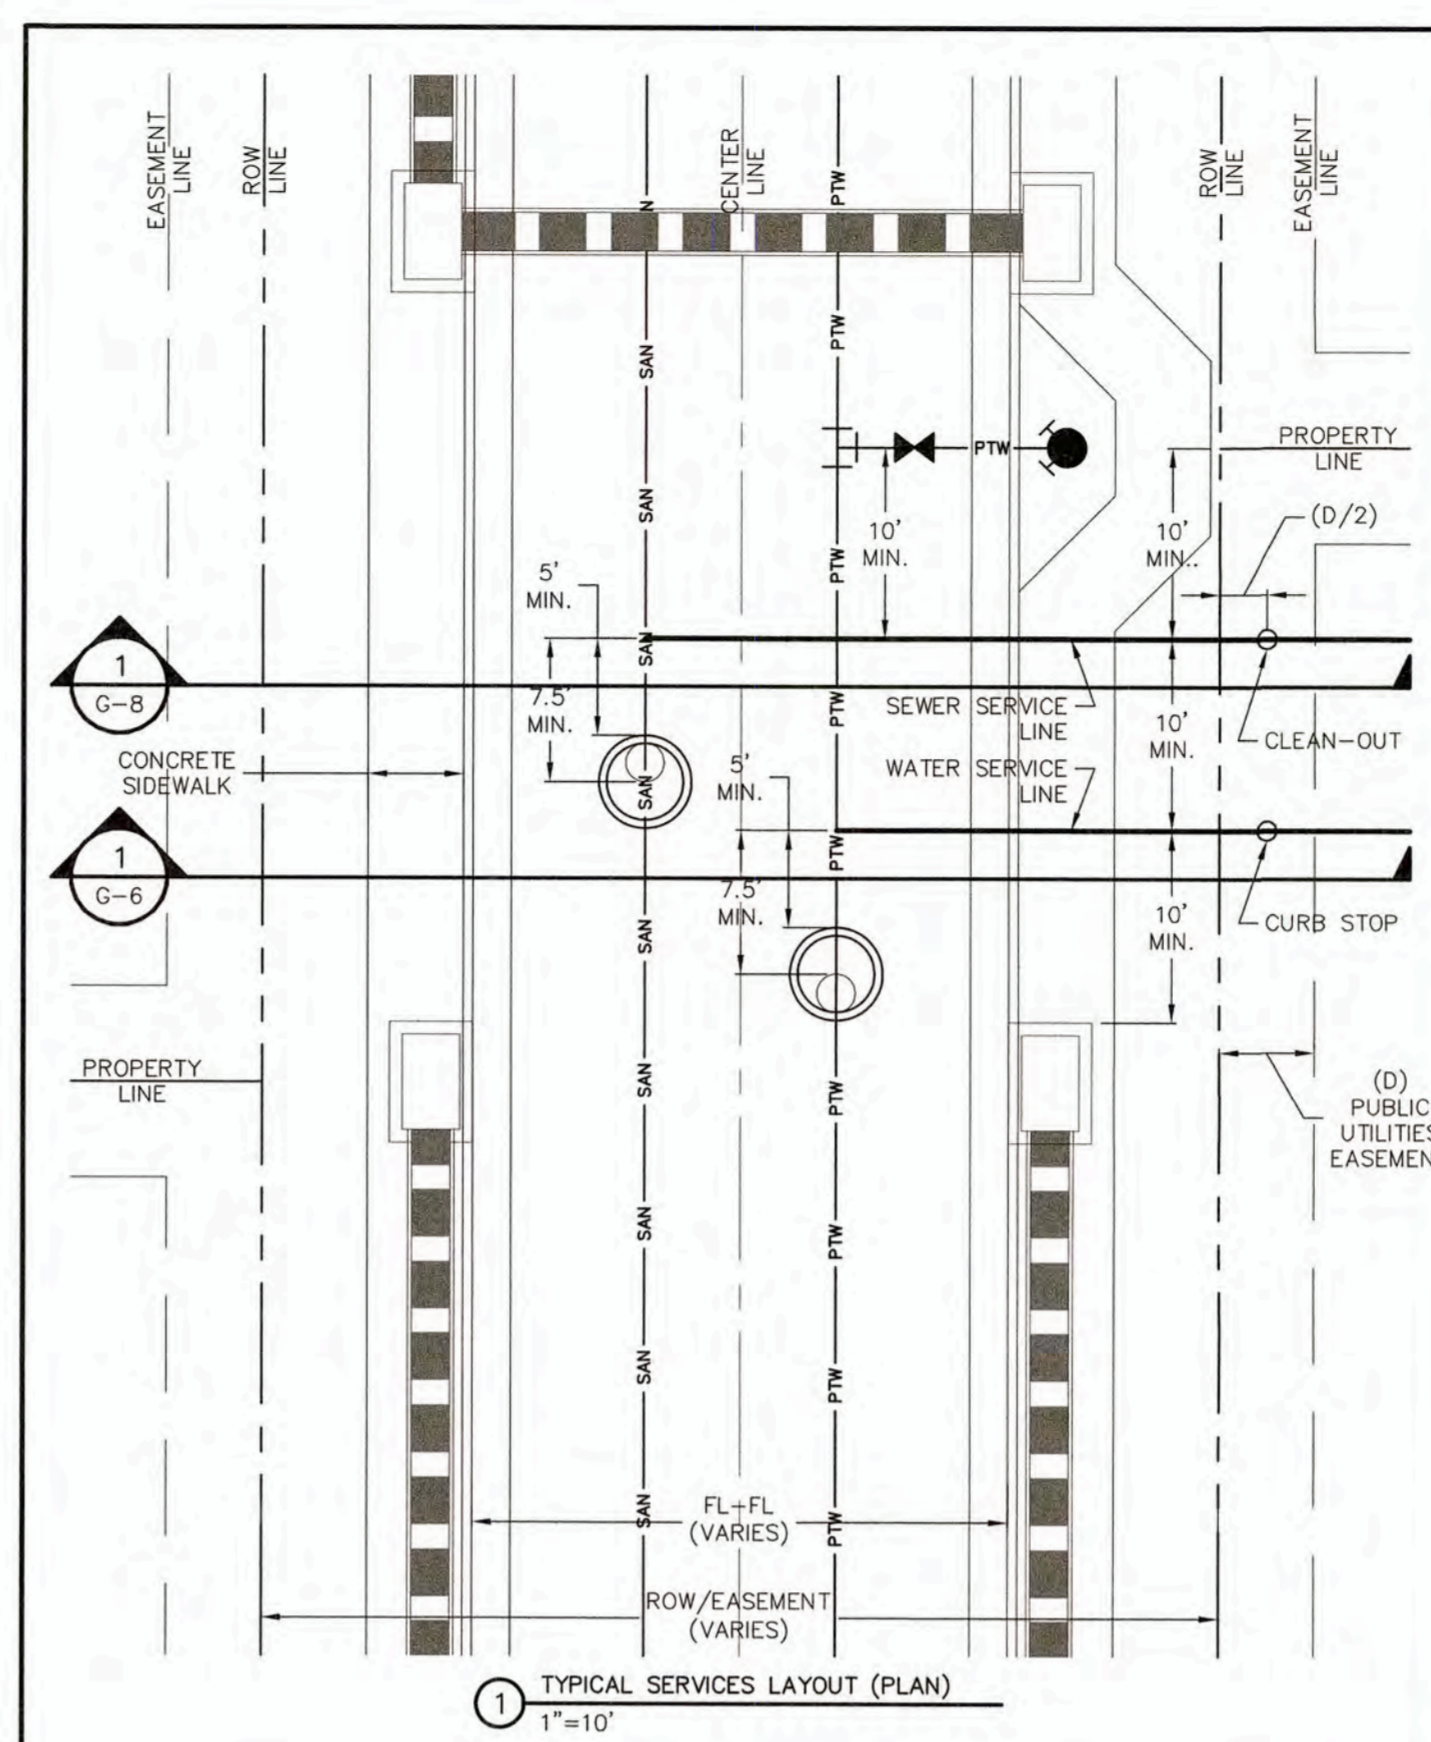 EASEMENT
LINE
ROW
LINE
CENTER
LINE
PTW
ROW
LINE
EASEMENT
LINE
N
SAN
PTW
PROPERTY
LINE
PTW
SAN
(D/2)
10'
MIN.
10'
MIN..
5'
MIN.
PTW
SAN
1
G-8
7.5'
MIN.
PTW
SEWER SERVICE
LINE
10'
MIN.
CLEAN-OUT
CONCRETE
SIDEWALK
SAN
5'
MIN.
WATER SERVICE
LINE
1
G-6
PTW
7.5'
MIN.
SAN
10'
MIN.
CURB STOP
PROPERTY
LINE
SAN
PTW
(D)
PUBLIC
UTILITIES
EASEMEN
SAN
PTW
SAN
PTW
SAN
FL-FL
(VARIES)
PTW
ROW/EASEMENT
(VARIES)
1
TYPICAL SERVICES LAYOUT (PLAN)
1"=10'